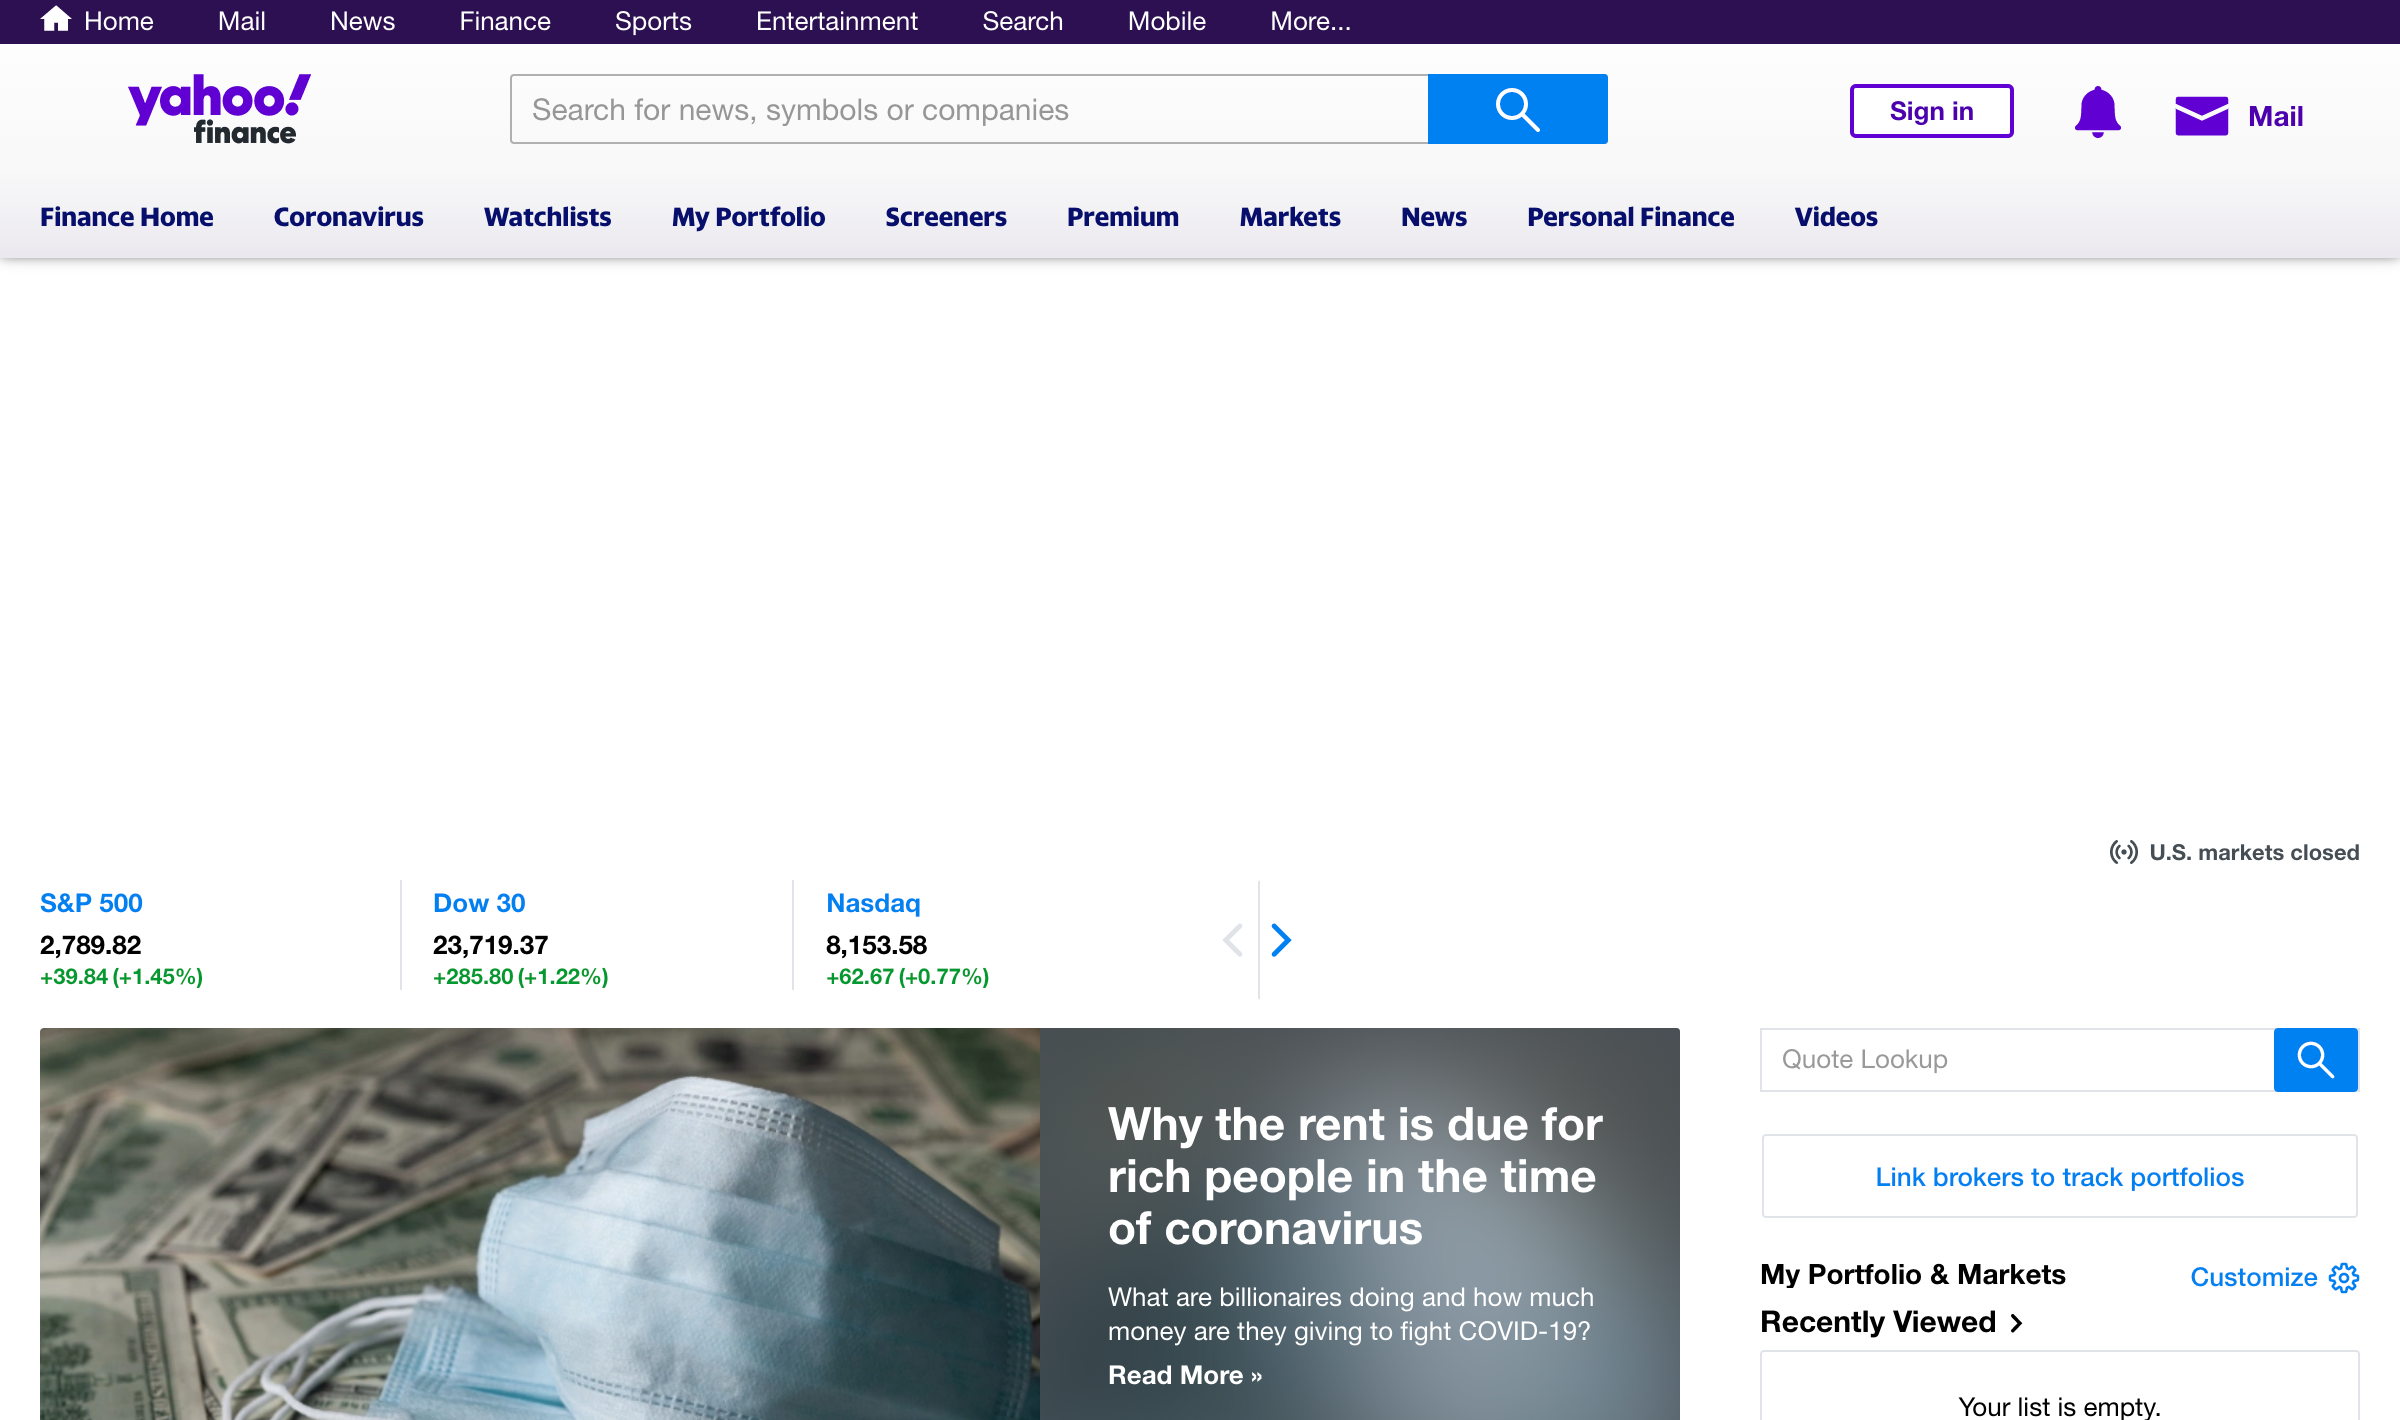 Home Mail News Finance Sports Entertainment Search Mobile More...
yahoo!
finance
Search for news, symbols or companies
Sign in
Mail
Finance Home Coronavirus Watchlists My Portfolio Screeners Premium Markets News Personal Finance Videos
U.S. markets closed
S&P 500
2,789.82
+39.84 (+1.45%)
Dow 30
23,719.37
+285.80 (+1.22%)
Nasdaq
8,153.58
+62.67 (+0.77%)
Why the rent is due for
rich people in the time
of coronavirus
What are billionaires doing and how much
money are they giving to fight COVID-19?
Read More »
Quote Lookup
Link brokers to track portfolios
My Portfolio & Markets
Customize
Recently Viewed
Your list is empty.